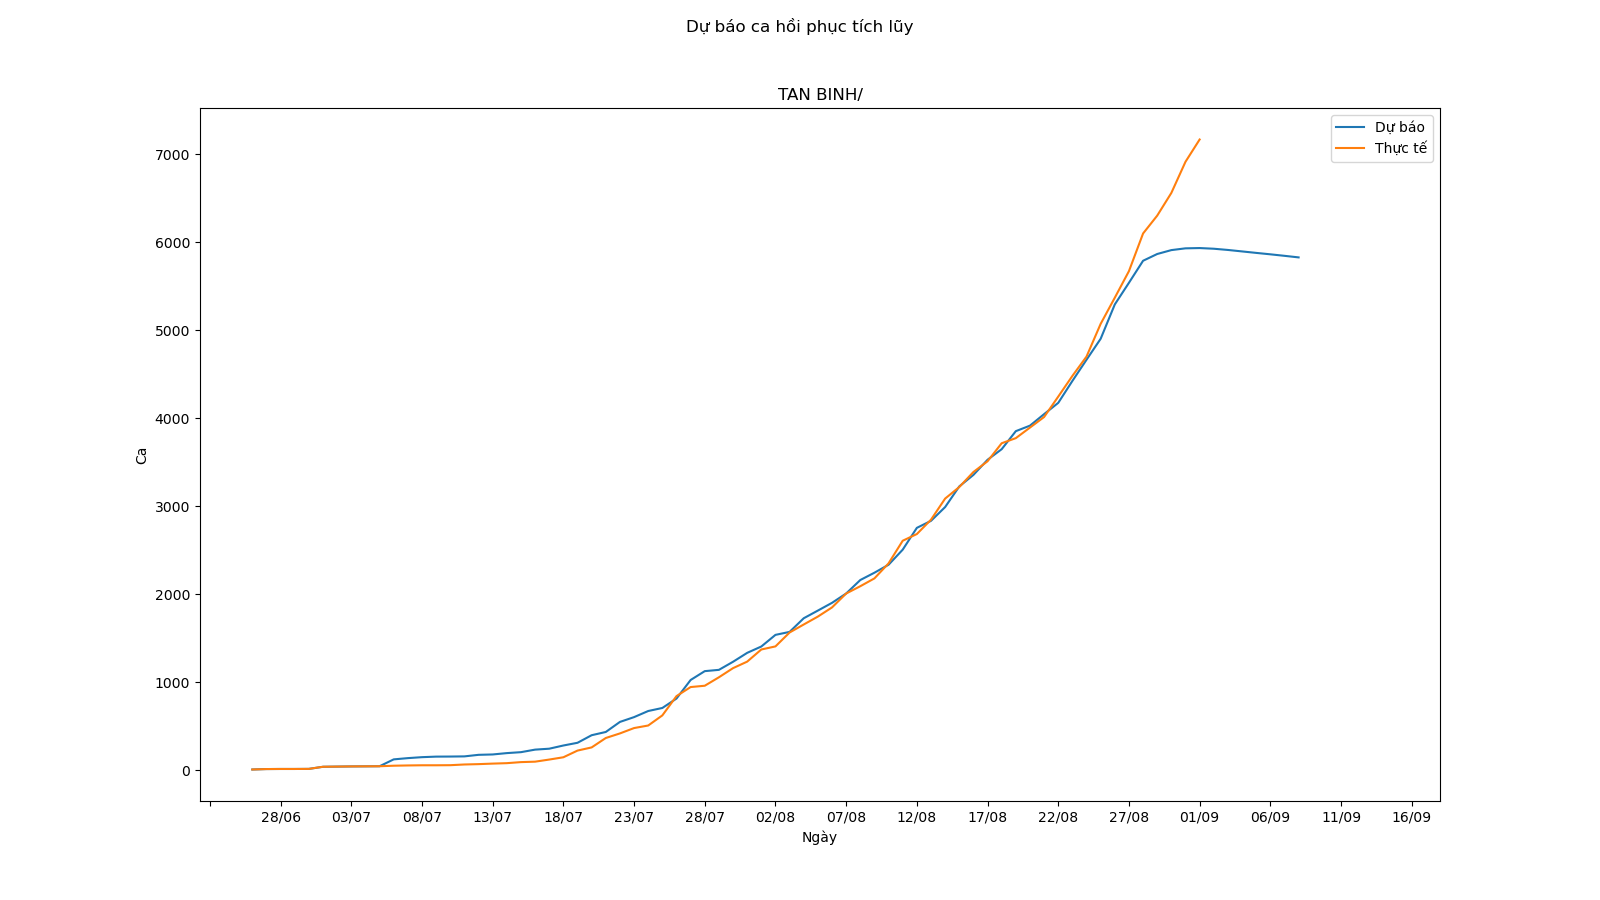 Dự báo ca hồi phục tích lũy
TAN BINH/
Dự báo
Thực tế
7000
6000
5000
4000
3000
2000
1000
0
Ca
28/06 03/07 08/07 13/07 18/07 23/07 28/07 02/08 07/08 12/08 17/08 22/08 27/08 01/09 06/09 11/09 16/09
Ngày